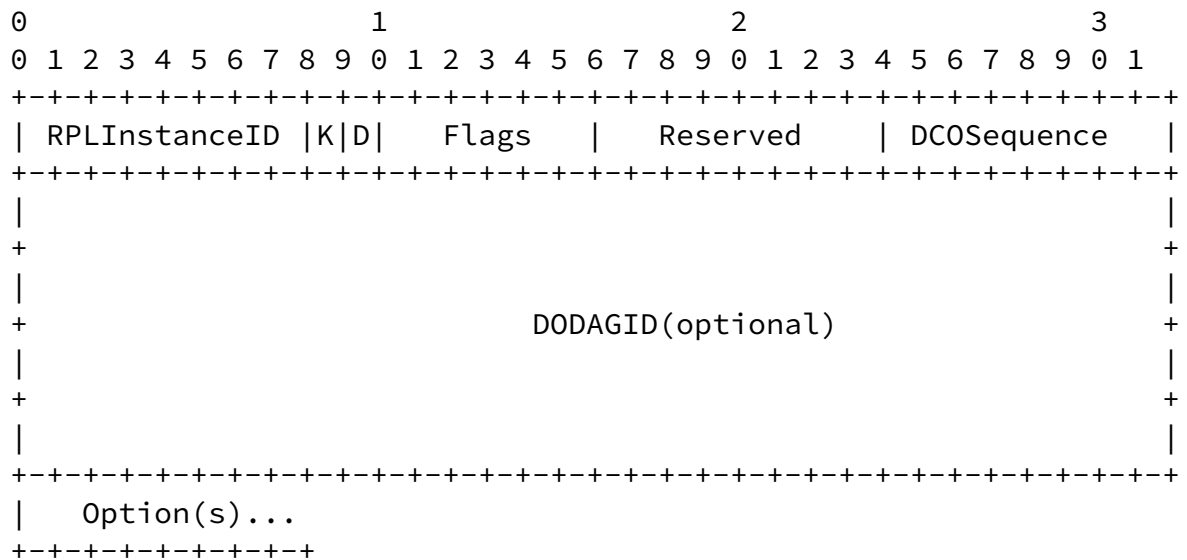 0                   1                   2                   3
0 1 2 3 4 5 6 7 8 9 0 1 2 3 4 5 6 7 8 9 0 1 2 3 4 5 6 7 8 9 0 1
+-+-+-+-+-+-+-+-+-+-+-+-+-+-+-+-+-+-+-+-+-+-+-+-+-+-+-+-+-+-+-+-+
| RPLInstanceID |K|D|   Flags   |   Reserved    | DCOSequence   |
+-+-+-+-+-+-+-+-+-+-+-+-+-+-+-+-+-+-+-+-+-+-+-+-+-+-+-+-+-+-+-+-+
|                                                               |
+                                                               +
|                                                               |
+                            DODAGID(optional)                  +
|                                                               |
+                                                               +
|                                                               |
+-+-+-+-+-+-+-+-+-+-+-+-+-+-+-+-+-+-+-+-+-+-+-+-+-+-+-+-+-+-+-+-+
|   Option(s)...
+-+-+-+-+-+-+-+-+